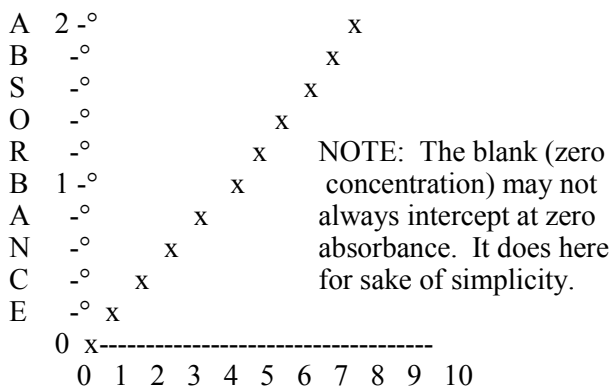 A 2 -° x
B -° x
S -° x
O -° x
R -° x NOTE: The blank (zero
B 1 -° x concentration) may not
A -° x always intercept at zero
N -° x absorbance. It does here
C -° x for sake of simplicity.
E -° x
0 x------------------------------------
0 1 2 3 4 5 6 7 8 9 10